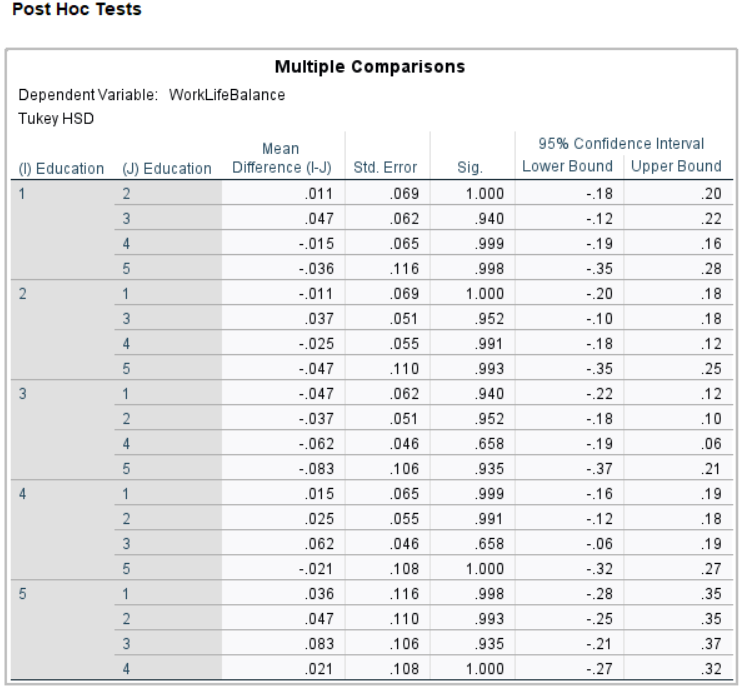 Post Hoc Tests
Multiple Comparisons
Dependent Variable: WorkLifeBalance
Tukey HSD
(I) Education (J) Education Mean Difference (I-J) Std. Error Sig. 95% Confidence Interval
Lower Bound Upper Bound
1 2 .011 .069 1.000 -.18 .20
3 .047 .062 .940 -.12 .22
4 -.015 .065 .999 -.19 .16
5 -.036 .116 .998 -.35 .28
2 1 -.011 .069 1.000 -.20 .18
3 .037 .051 .952 -.10 .18
4 -.025 .055 .991 -.18 .12
5 -.047 .110 .993 -.35 .25
3 1 -.047 .062 .940 -.22 .12
2 -.037 .051 .952 -.18 .10
4 -.062 .046 .658 -.19 .06
5 -.083 .106 .935 -.37 .21
4 1 .015 .065 .999 -.16 .19
2 .025 .055 .991 -.12 .18
3 .062 .046 .658 -.06 .19
5 -.021 .108 1.000 -.32 .27
5 1 .036 .116 .998 -.28 .35
2 .047 .110 .993 -.25 .35
3 .083 .106 .935 -.21 .37
4 .021 .108 1.000 -.27 .32